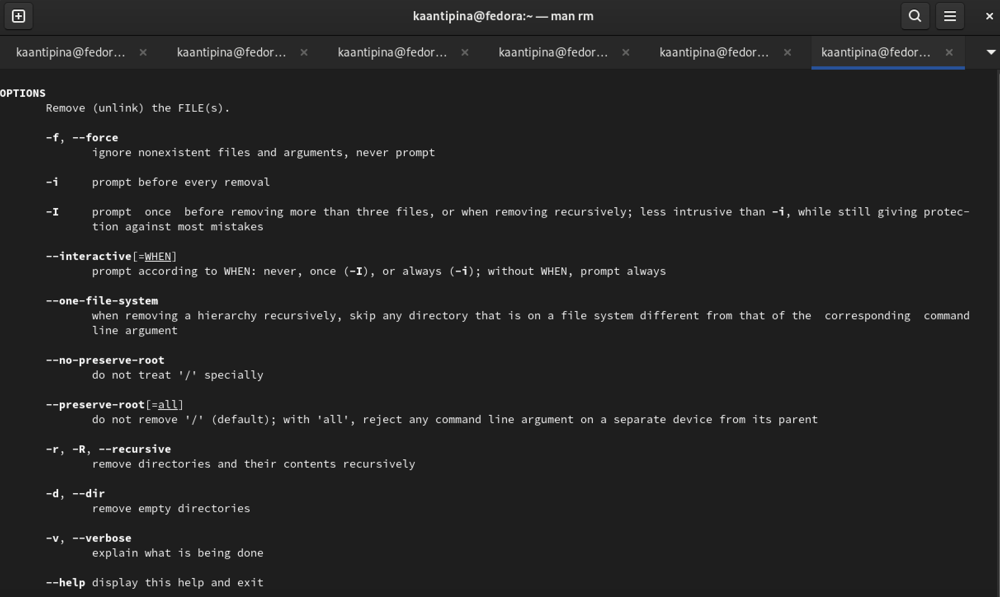 kaantipina@fedora:~ — man rm
kaantipina@fedor... kaantipina@fedor... kaantipina@fedor... kaantipina@fedor... kaantipina@fedor... kaantipina@fedor...
OPTIONS
Remove (unlink) the FILE(s).
-f, --force
ignore nonexistent files and arguments, never prompt
-i prompt before every removal
-I prompt once before removing more than three files, or when removing recursively; less intrusive than -i, while still giving protec-
tion against most mistakes
--interactive[=WHEN]
prompt according to WHEN: never, once (-I), or always (-i); without WHEN, prompt always
--one-file-system
when removing a hierarchy recursively, skip any directory that is on a file system different from that of the corresponding command
line argument
--no-preserve-root
do not treat '/' specially
--preserve-root[=all]
do not remove '/' (default); with 'all', reject any command line argument on a separate device from its parent
-r, -R, --recursive
remove directories and their contents recursively
-d, --dir
remove empty directories
-v, --verbose
explain what is being done
--help display this help and exit